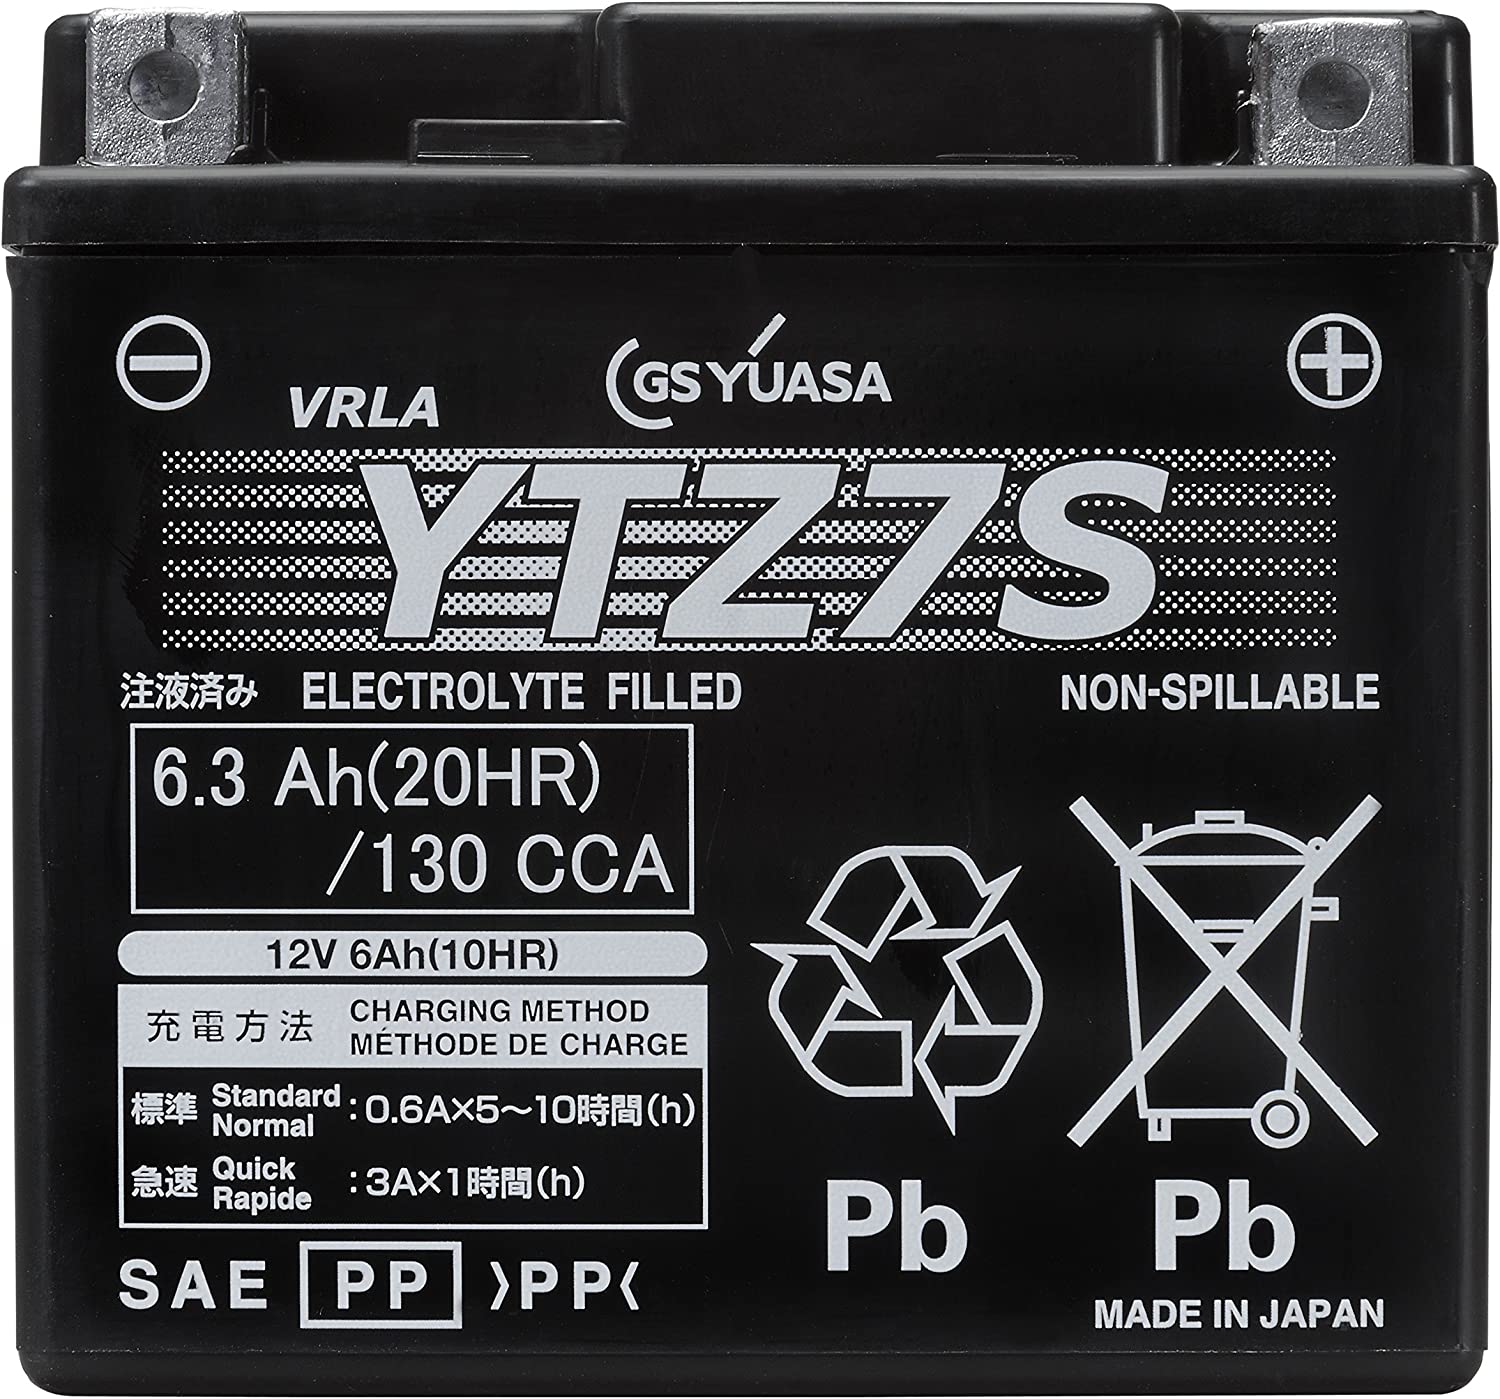 GS YUASA
VRLA
YTZ7S
注液済み ELECTROLYTE FILLED
NON-SPILLABLE
6.3 Ah(20HR)
/130 CCA
12V 6Ah(10HR)
充電方法
CHARGING METHOD
MÉTHODE DE CHARGE
標準 Standard Normal : 0.6A×5〜10時間(h)
急速 Quick Rapide : 3A×1時間(h)
SAE PP >PP<
Pb
Pb
MADE IN JAPAN